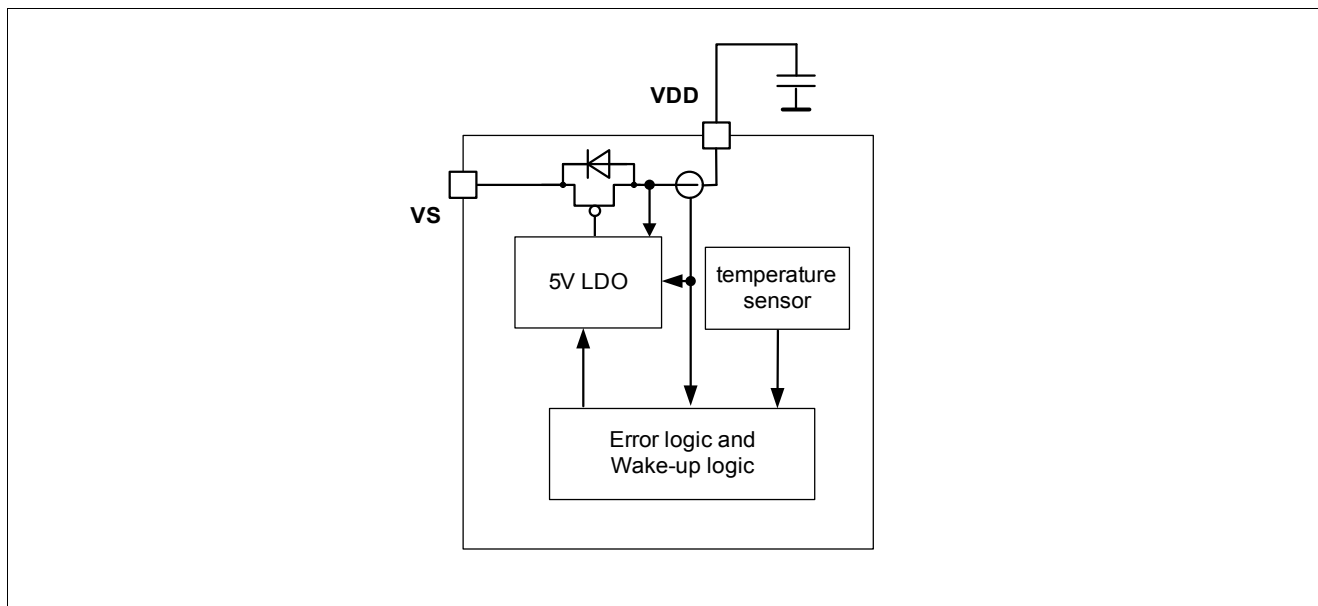 VDD
VS
5V LDO
temperature
sensor
Error logic and
Wake-up logic